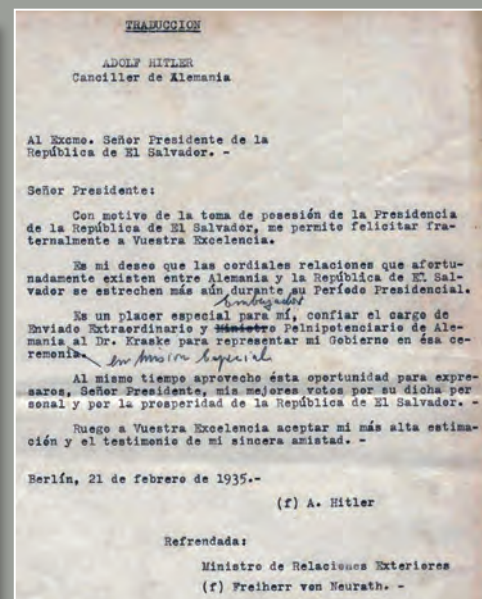 TRADUCCION
ADOLF HITLER
Canciller de Alemania
Al Excmo. Señor Presidente de la
República de El Salvador. -
Señor Presidente:
Con motivo de la toma de posesión de la Presidencia
de la República de El Salvador, me permito felicitar fra-
ternalmente a Vuestra Excelencia.
Es mi deseo que las cordiales relaciones que afortu-
nadamente existen entre Alemania y la República de El Sal-
vador se estrechen más aún durante su Período Presidencial.
Embajador
Es un placer especial para mí, confiar el cargo de
Enviado Extraordinario y Ministro Pelnipotenciario de Ale-
mania al Dr. Kraske para representar mi Gobierno en ésa ce-
remonia.
en Misión Especial
Al mismo tiempo aprovecho ésta oportunidad para expre-
saros, Señor Presidente, mis mejores votos por su dicha per
sonal y por la prosperidad de la República de El Salvador. -
Ruego a Vuestra Excelencia aceptar mi más alta estima-
ción y el testimonio de mi sincera amistad. -
Berlín, 21 de febrero de 1935.-
(f) A. Hitler
Refrendada:
Ministro de Relaciones Exteriores
(f) Freiherr von Neurath. -